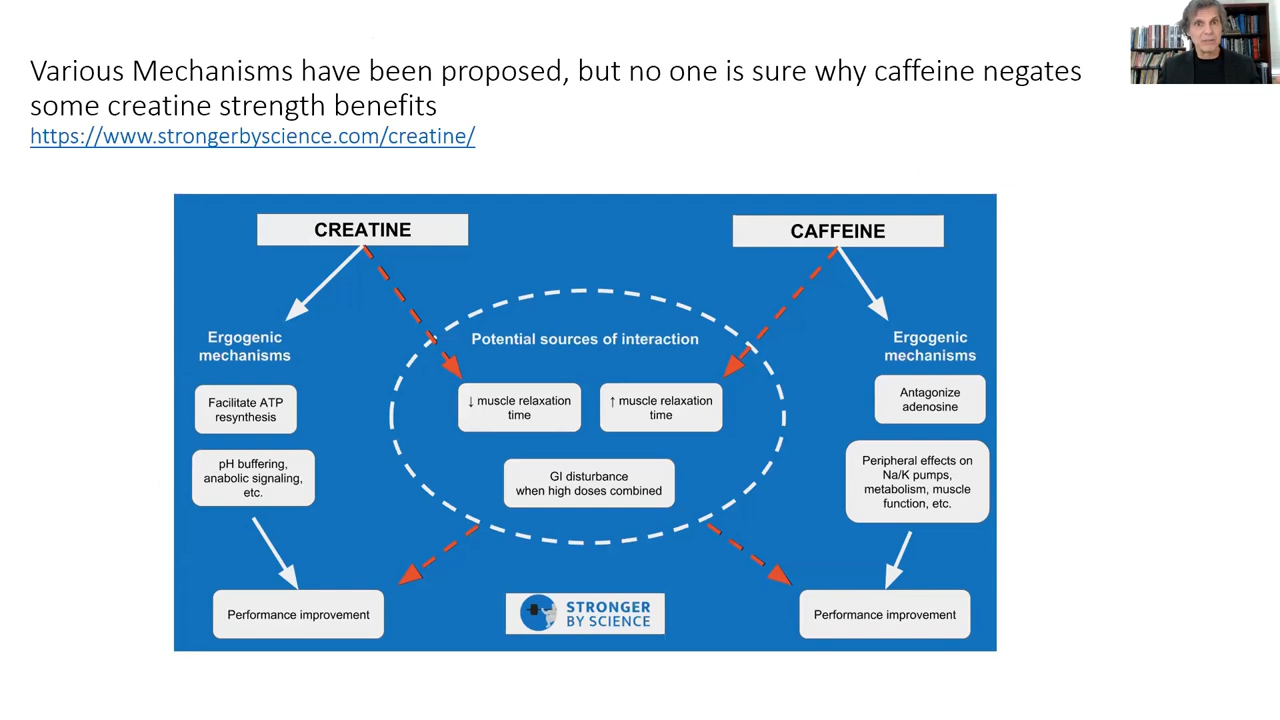 Various Mechanisms have been proposed, but no one is sure why caffeine negates
some creatine strength benefits
https://www.strongerbyscience.com/creatine/
CREATINE
CAFFEINE
Potential sources of interaction
Ergogenic
mechanisms
Ergogenic
mechanisms
Facilitate ATP
resynthesis
↓ muscle relaxation
time
↑ muscle relaxation
time
Antagonize
adenosine
pH buffering,
anabolic signaling,
etc.
GI disturbance
when high doses combined
Peripheral effects on
Na/K pumps,
metabolism, muscle
function, etc.
Performance improvement
STRONGER
BY SCIENCE
Performance improvement